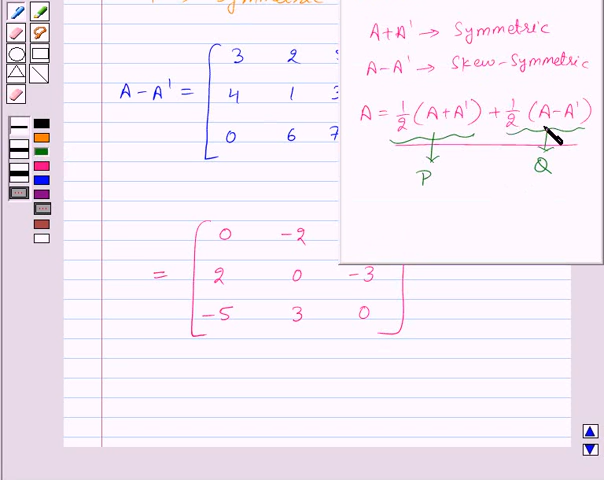 A+A' → Symmetric
A-A' → Skew-Symmetric
A = 1/2 (A+A') + 1/2 (A-A')
P Q
A-A' = 3 2
4 1 3
0 6 7
= 0 -2
2 0 -3
-5 3 0